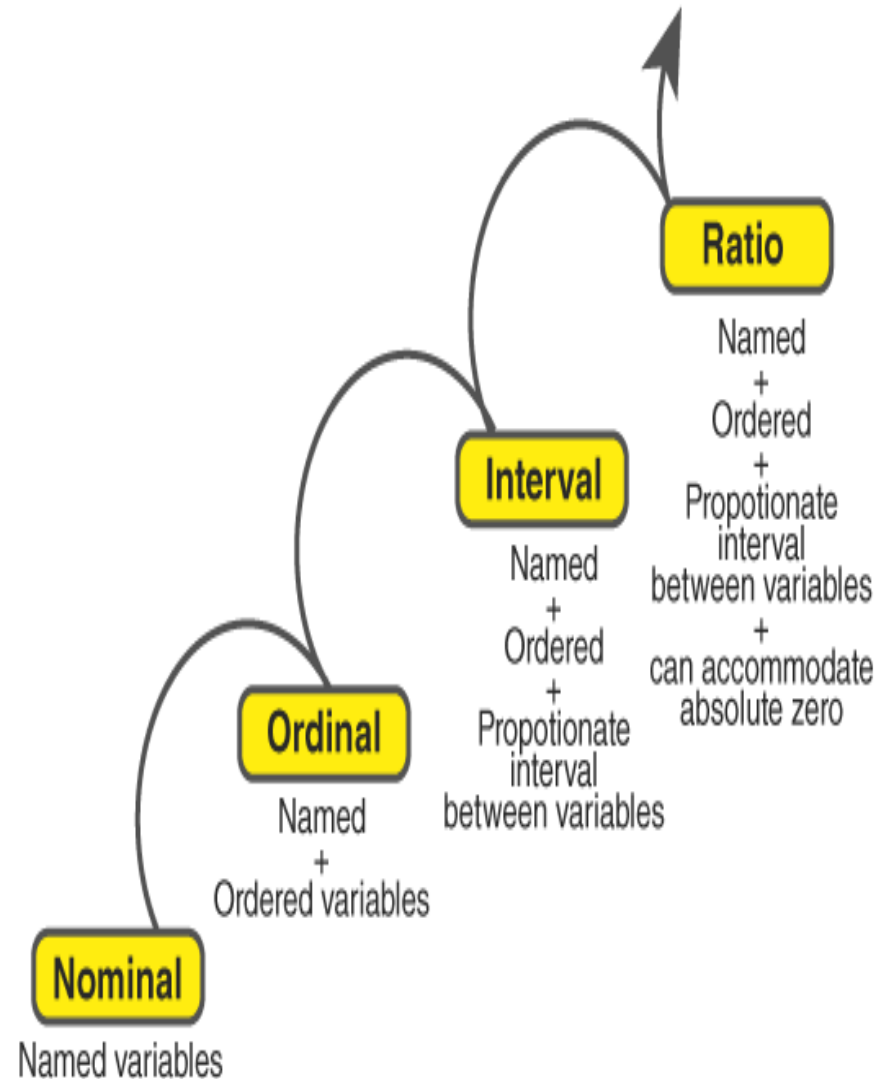 Ratio
Named
+
Ordered
+
Propotionate
interval
between variables
+
can accommodate
absolute zero
Interval
Named
+
Ordered
+
Propotionate
interval
between variables
Ordinal
Named
+
Ordered variables
Nominal
Named variables